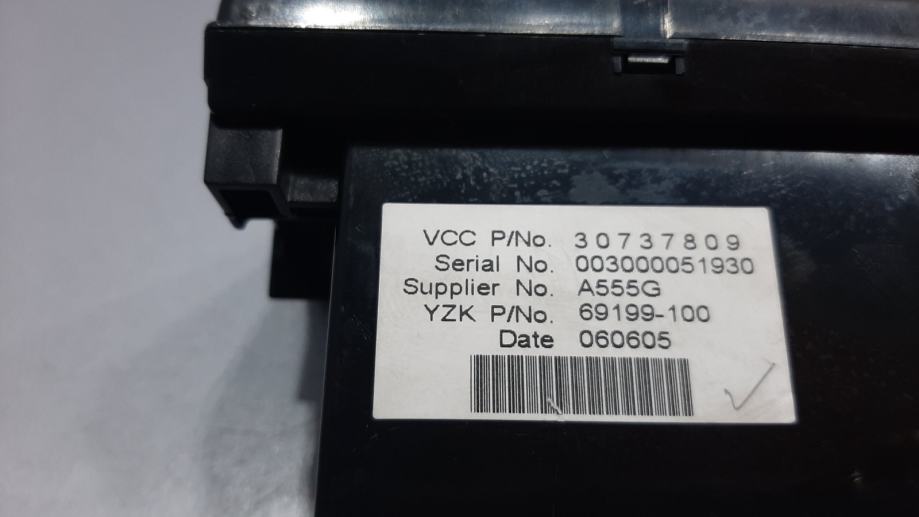 VCC P/No. 30737809
Serial No. 003000051930
Supplier No. A555G
YZK P/No. 69199-100
Date 060605